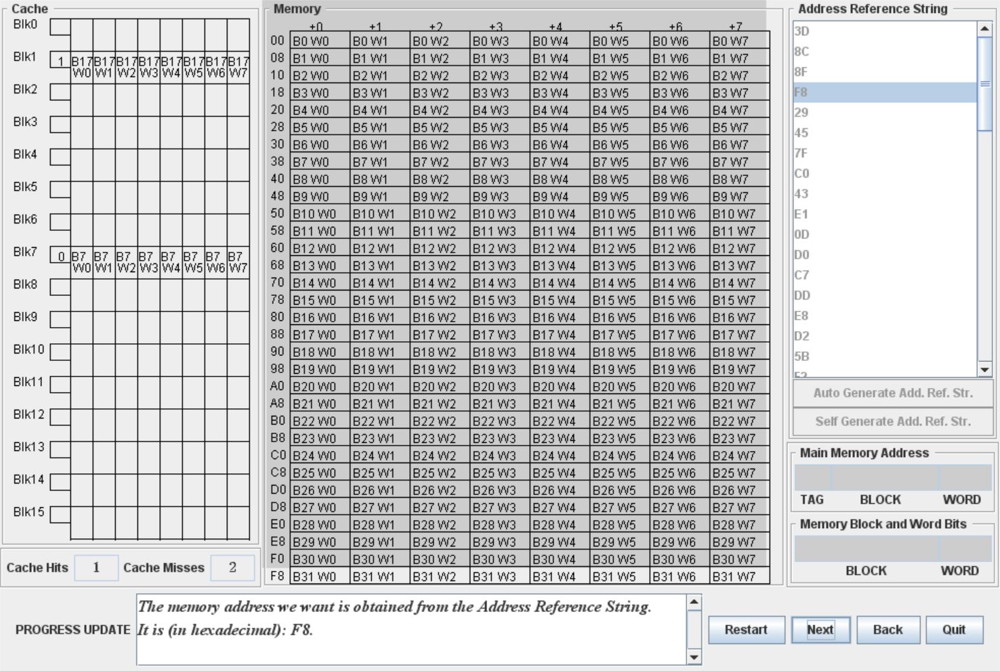 Cache
Blk0
Blk1 1 B17 W0 B17 W1 B17 W2 B17 W3 B17 W4 B17 W5 B17 W6 B17 W7
Blk2
Blk3
Blk4
Blk5
Blk6
Blk7 0 B7 W0 B7 W1 B7 W2 B7 W3 B7 W4 B7 W5 B7 W6 B7 W7
Blk8
Blk9
Blk10
Blk11
Blk12
Blk13
Blk14
Blk15
Cache Hits 1 Cache Misses 2
Memory
+0 +1 +2 +3 +4 +5 +6 +7
00 B0 W0 B0 W1 B0 W2 B0 W3 B0 W4 B0 W5 B0 W6 B0 W7
08 B1 W0 B1 W1 B1 W2 B1 W3 B1 W4 B1 W5 B1 W6 B1 W7
10 B2 W0 B2 W1 B2 W2 B2 W3 B2 W4 B2 W5 B2 W6 B2 W7
18 B3 W0 B3 W1 B3 W2 B3 W3 B3 W4 B3 W5 B3 W6 B3 W7
20 B4 W0 B4 W1 B4 W2 B4 W3 B4 W4 B4 W5 B4 W6 B4 W7
28 B5 W0 B5 W1 B5 W2 B5 W3 B5 W4 B5 W5 B5 W6 B5 W7
30 B6 W0 B6 W1 B6 W2 B6 W3 B6 W4 B6 W5 B6 W6 B6 W7
38 B7 W0 B7 W1 B7 W2 B7 W3 B7 W4 B7 W5 B7 W6 B7 W7
40 B8 W0 B8 W1 B8 W2 B8 W3 B8 W4 B8 W5 B8 W6 B8 W7
48 B9 W0 B9 W1 B9 W2 B9 W3 B9 W4 B9 W5 B9 W6 B9 W7
50 B10 W0 B10 W1 B10 W2 B10 W3 B10 W4 B10 W5 B10 W6 B10 W7
58 B11 W0 B11 W1 B11 W2 B11 W3 B11 W4 B11 W5 B11 W6 B11 W7
60 B12 W0 B12 W1 B12 W2 B12 W3 B12 W4 B12 W5 B12 W6 B12 W7
68 B13 W0 B13 W1 B13 W2 B13 W3 B13 W4 B13 W5 B13 W6 B13 W7
70 B14 W0 B14 W1 B14 W2 B14 W3 B14 W4 B14 W5 B14 W6 B14 W7
78 B15 W0 B15 W1 B15 W2 B15 W3 B15 W4 B15 W5 B15 W6 B15 W7
80 B16 W0 B16 W1 B16 W2 B16 W3 B16 W4 B16 W5 B16 W6 B16 W7
88 B17 W0 B17 W1 B17 W2 B17 W3 B17 W4 B17 W5 B17 W6 B17 W7
90 B18 W0 B18 W1 B18 W2 B18 W3 B18 W4 B18 W5 B18 W6 B18 W7
98 B19 W0 B19 W1 B19 W2 B19 W3 B19 W4 B19 W5 B19 W6 B19 W7
A0 B20 W0 B20 W1 B20 W2 B20 W3 B20 W4 B20 W5 B20 W6 B20 W7
A8 B21 W0 B21 W1 B21 W2 B21 W3 B21 W4 B21 W5 B21 W6 B21 W7
B0 B22 W0 B22 W1 B22 W2 B22 W3 B22 W4 B22 W5 B22 W6 B22 W7
B8 B23 W0 B23 W1 B23 W2 B23 W3 B23 W4 B23 W5 B23 W6 B23 W7
C0 B24 W0 B24 W1 B24 W2 B24 W3 B24 W4 B24 W5 B24 W6 B24 W7
C8 B25 W0 B25 W1 B25 W2 B25 W3 B25 W4 B25 W5 B25 W6 B25 W7
D0 B26 W0 B26 W1 B26 W2 B26 W3 B26 W4 B26 W5 B26 W6 B26 W7
D8 B27 W0 B27 W1 B27 W2 B27 W3 B27 W4 B27 W5 B27 W6 B27 W7
E0 B28 W0 B28 W1 B28 W2 B28 W3 B28 W4 B28 W5 B28 W6 B28 W7
E8 B29 W0 B29 W1 B29 W2 B29 W3 B29 W4 B29 W5 B29 W6 B29 W7
F0 B30 W0 B30 W1 B30 W2 B30 W3 B30 W4 B30 W5 B30 W6 B30 W7
F8 B31 W0 B31 W1 B31 W2 B31 W3 B31 W4 B31 W5 B31 W6 B31 W7
Address Reference String
3D
8C
8F
F8
29
45
7F
C0
43
E1
0D
D0
C7
DD
E8
D2
5B
Auto Generate Add. Ref. Str.
Self Generate Add. Ref. Str.
Main Memory Address
TAG BLOCK WORD
Memory Block and Word Bits
BLOCK WORD
PROGRESS UPDATE
The memory address we want is obtained from the Address Reference String.
It is (in hexadecimal): F8.
Restart Next Back Quit